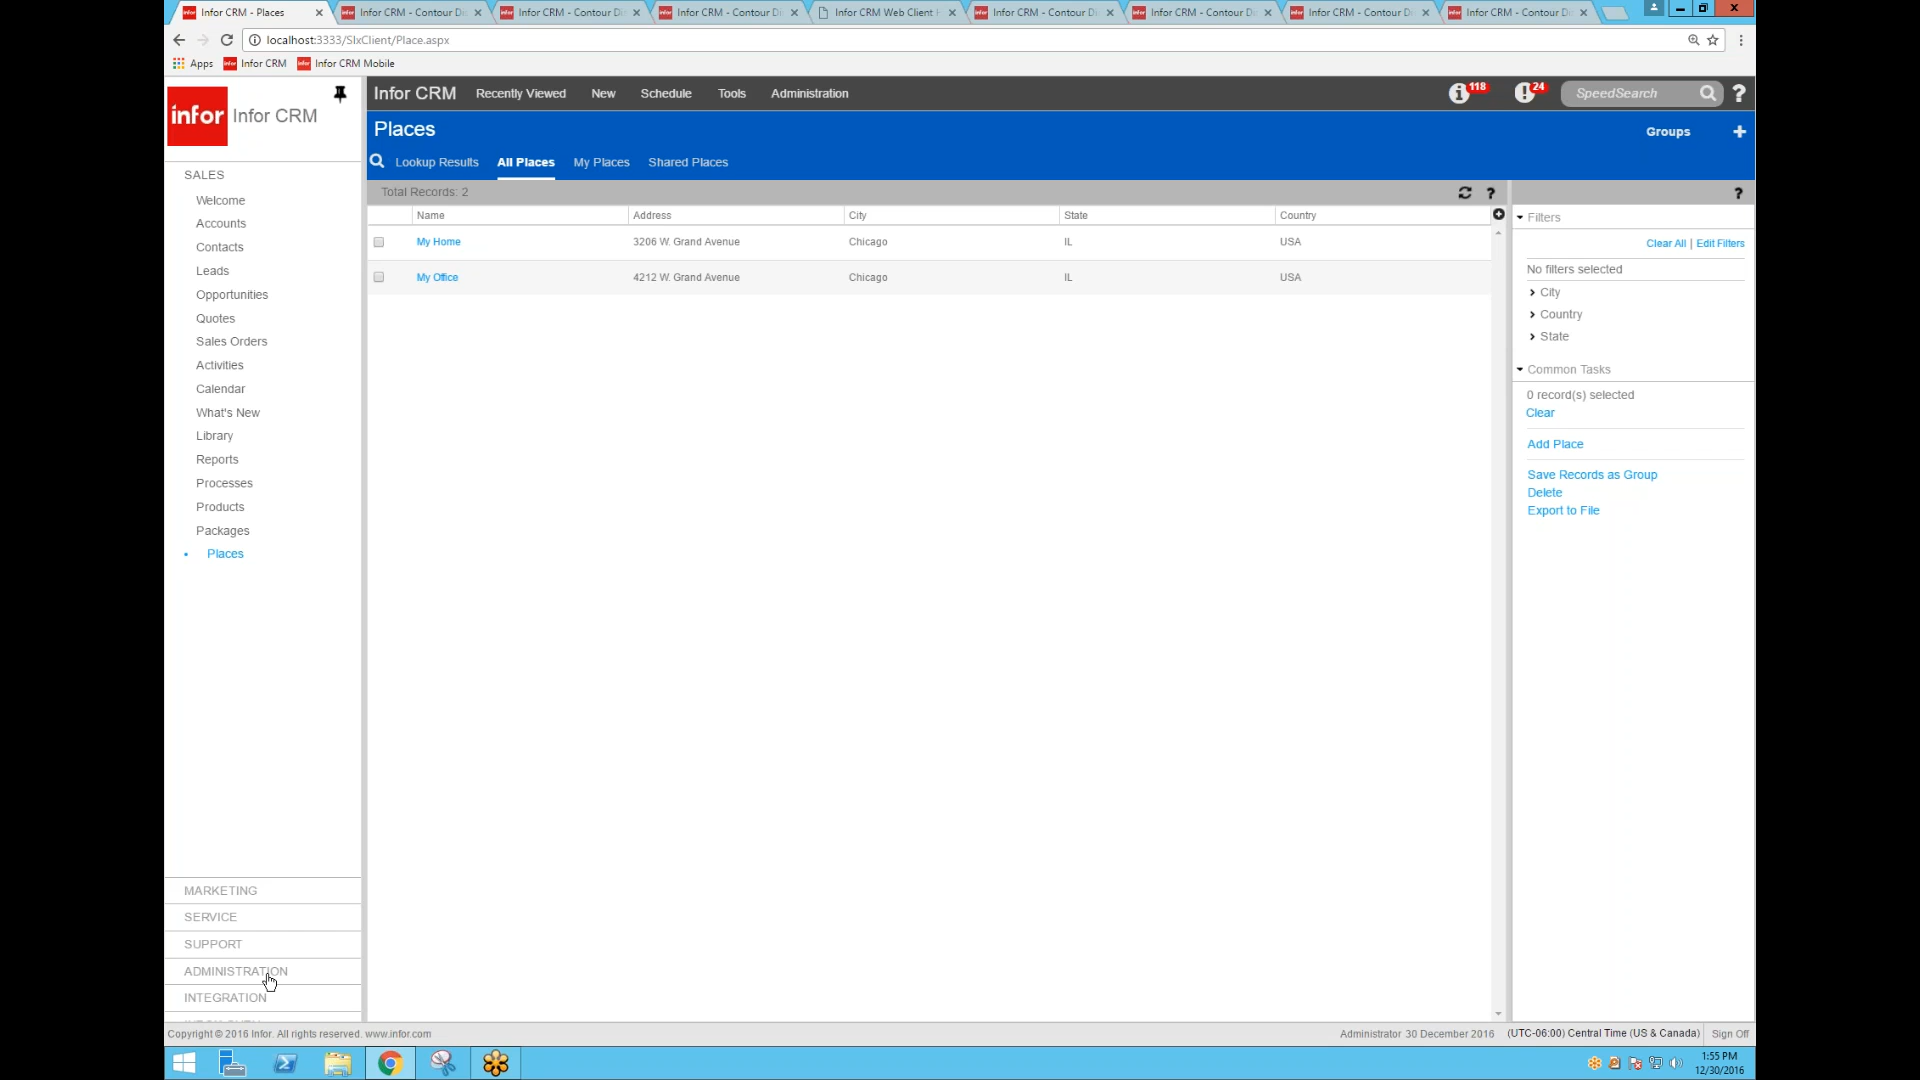 Infor CRM - Places
Infor CRM - Contour Di
Infor CRM - Contour Di
Infor CRM - Contour Di
Infor CRM Web Client H
Infor CRM - Contour Di
Infor CRM - Contour Di
Infor CRM - Contour Di
Infor CRM - Contour Di
localhost:3333/SlxClient/Place.aspx
Apps
Infor CRM
Infor CRM Mobile
infor
Infor CRM
Infor CRM
Recently Viewed
New
Schedule
Tools
Administration
118
24
SpeedSearch
?
Places
Groups
Lookup Results
All Places
My Places
Shared Places
Total Records: 2
?
?
Name
Address
City
State
Country
My Home
3206 W. Grand Avenue
Chicago
IL
USA
My Office
4212 W. Grand Avenue
Chicago
IL
USA
SALES
Welcome
Accounts
Contacts
Leads
Opportunities
Quotes
Sales Orders
Activities
Calendar
What's New
Library
Reports
Processes
Products
Packages
Places
MARKETING
SERVICE
SUPPORT
ADMINISTRATION
INTEGRATION
Filters
Clear All | Edit Filters
No filters selected
City
Country
State
Common Tasks
0 record(s) selected
Clear
Add Place
Save Records as Group
Delete
Export to File
Copyright © 2016 Infor. All rights reserved. www.infor.com
Administrator 30 December 2016
(UTC-06:00) Central Time (US & Canada)
Sign Off
1:55 PM
12/30/2016